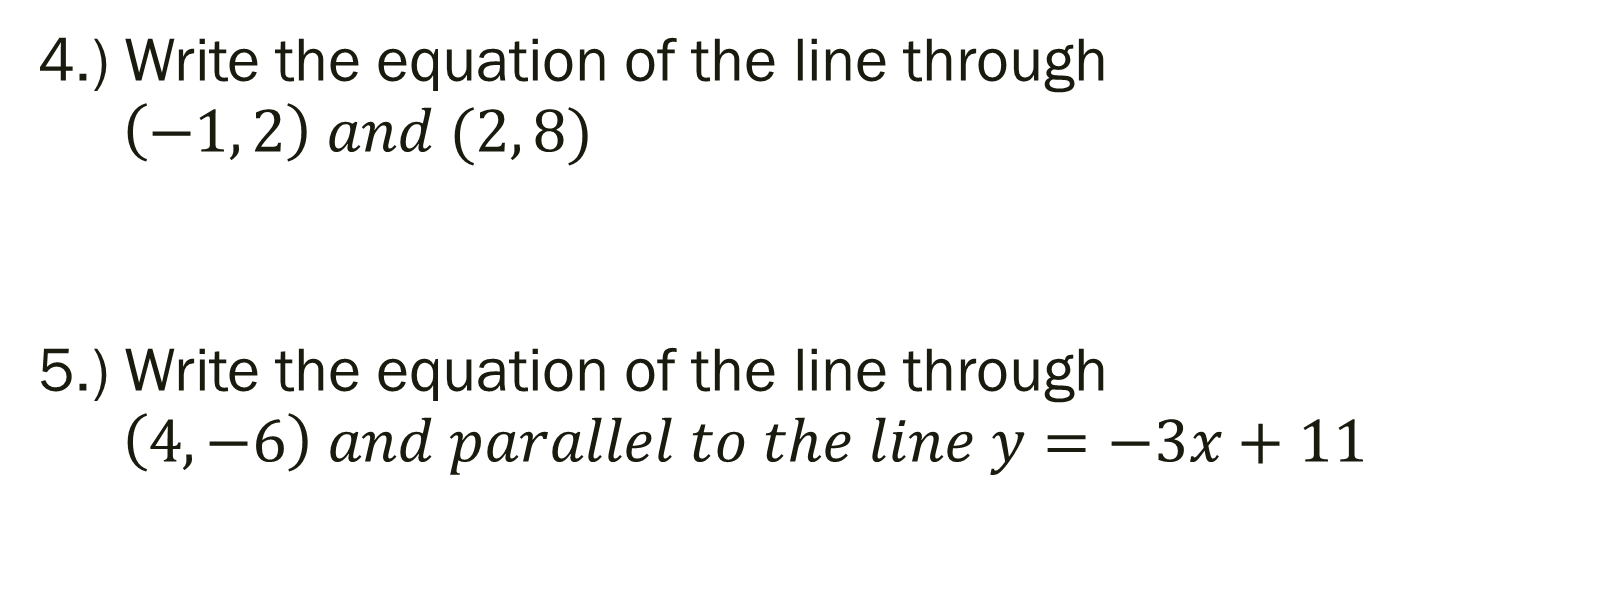 4.) Write the equation of the line through
(−1, 2) and (2, 8)
5.) Write the equation of the line through
(4, −6) and parallel to the line y = −3x + 11